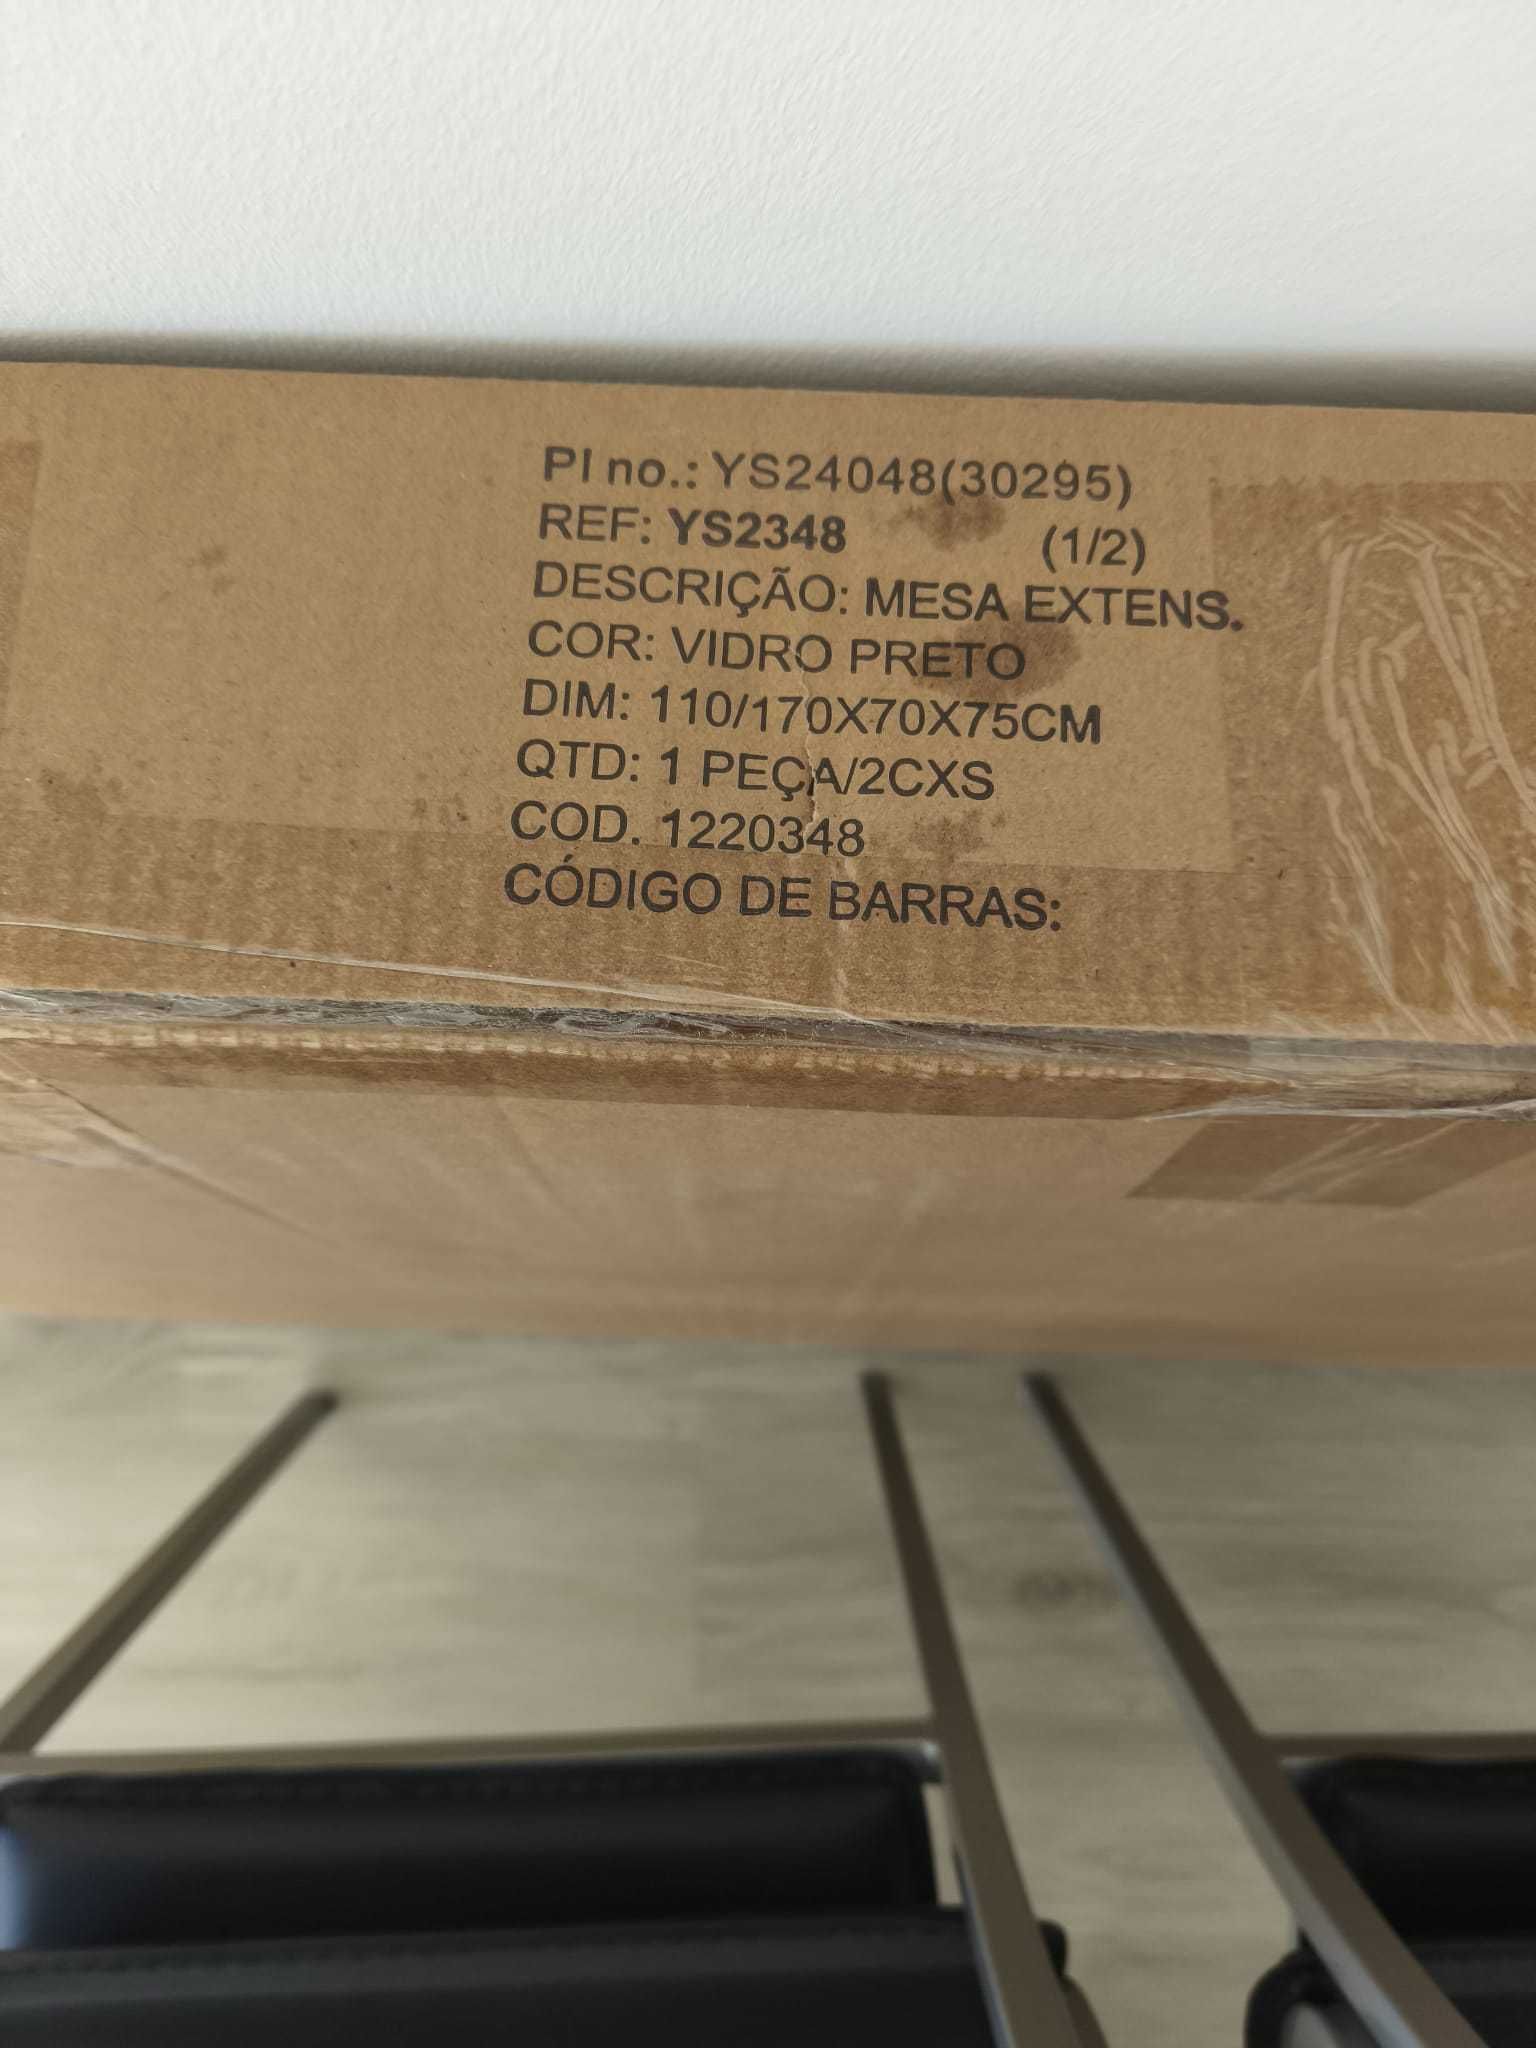 PI no.: YS24048(30295)
REF: YS2348 (1/2)
DESCRIÇÃO: MESA EXTENS.
COR: VIDRO PRETO
DIM: 110/170X70X75CM
QTD: 1 PEÇA/2CXS
COD. 1220348
CÓDIGO DE BARRAS: